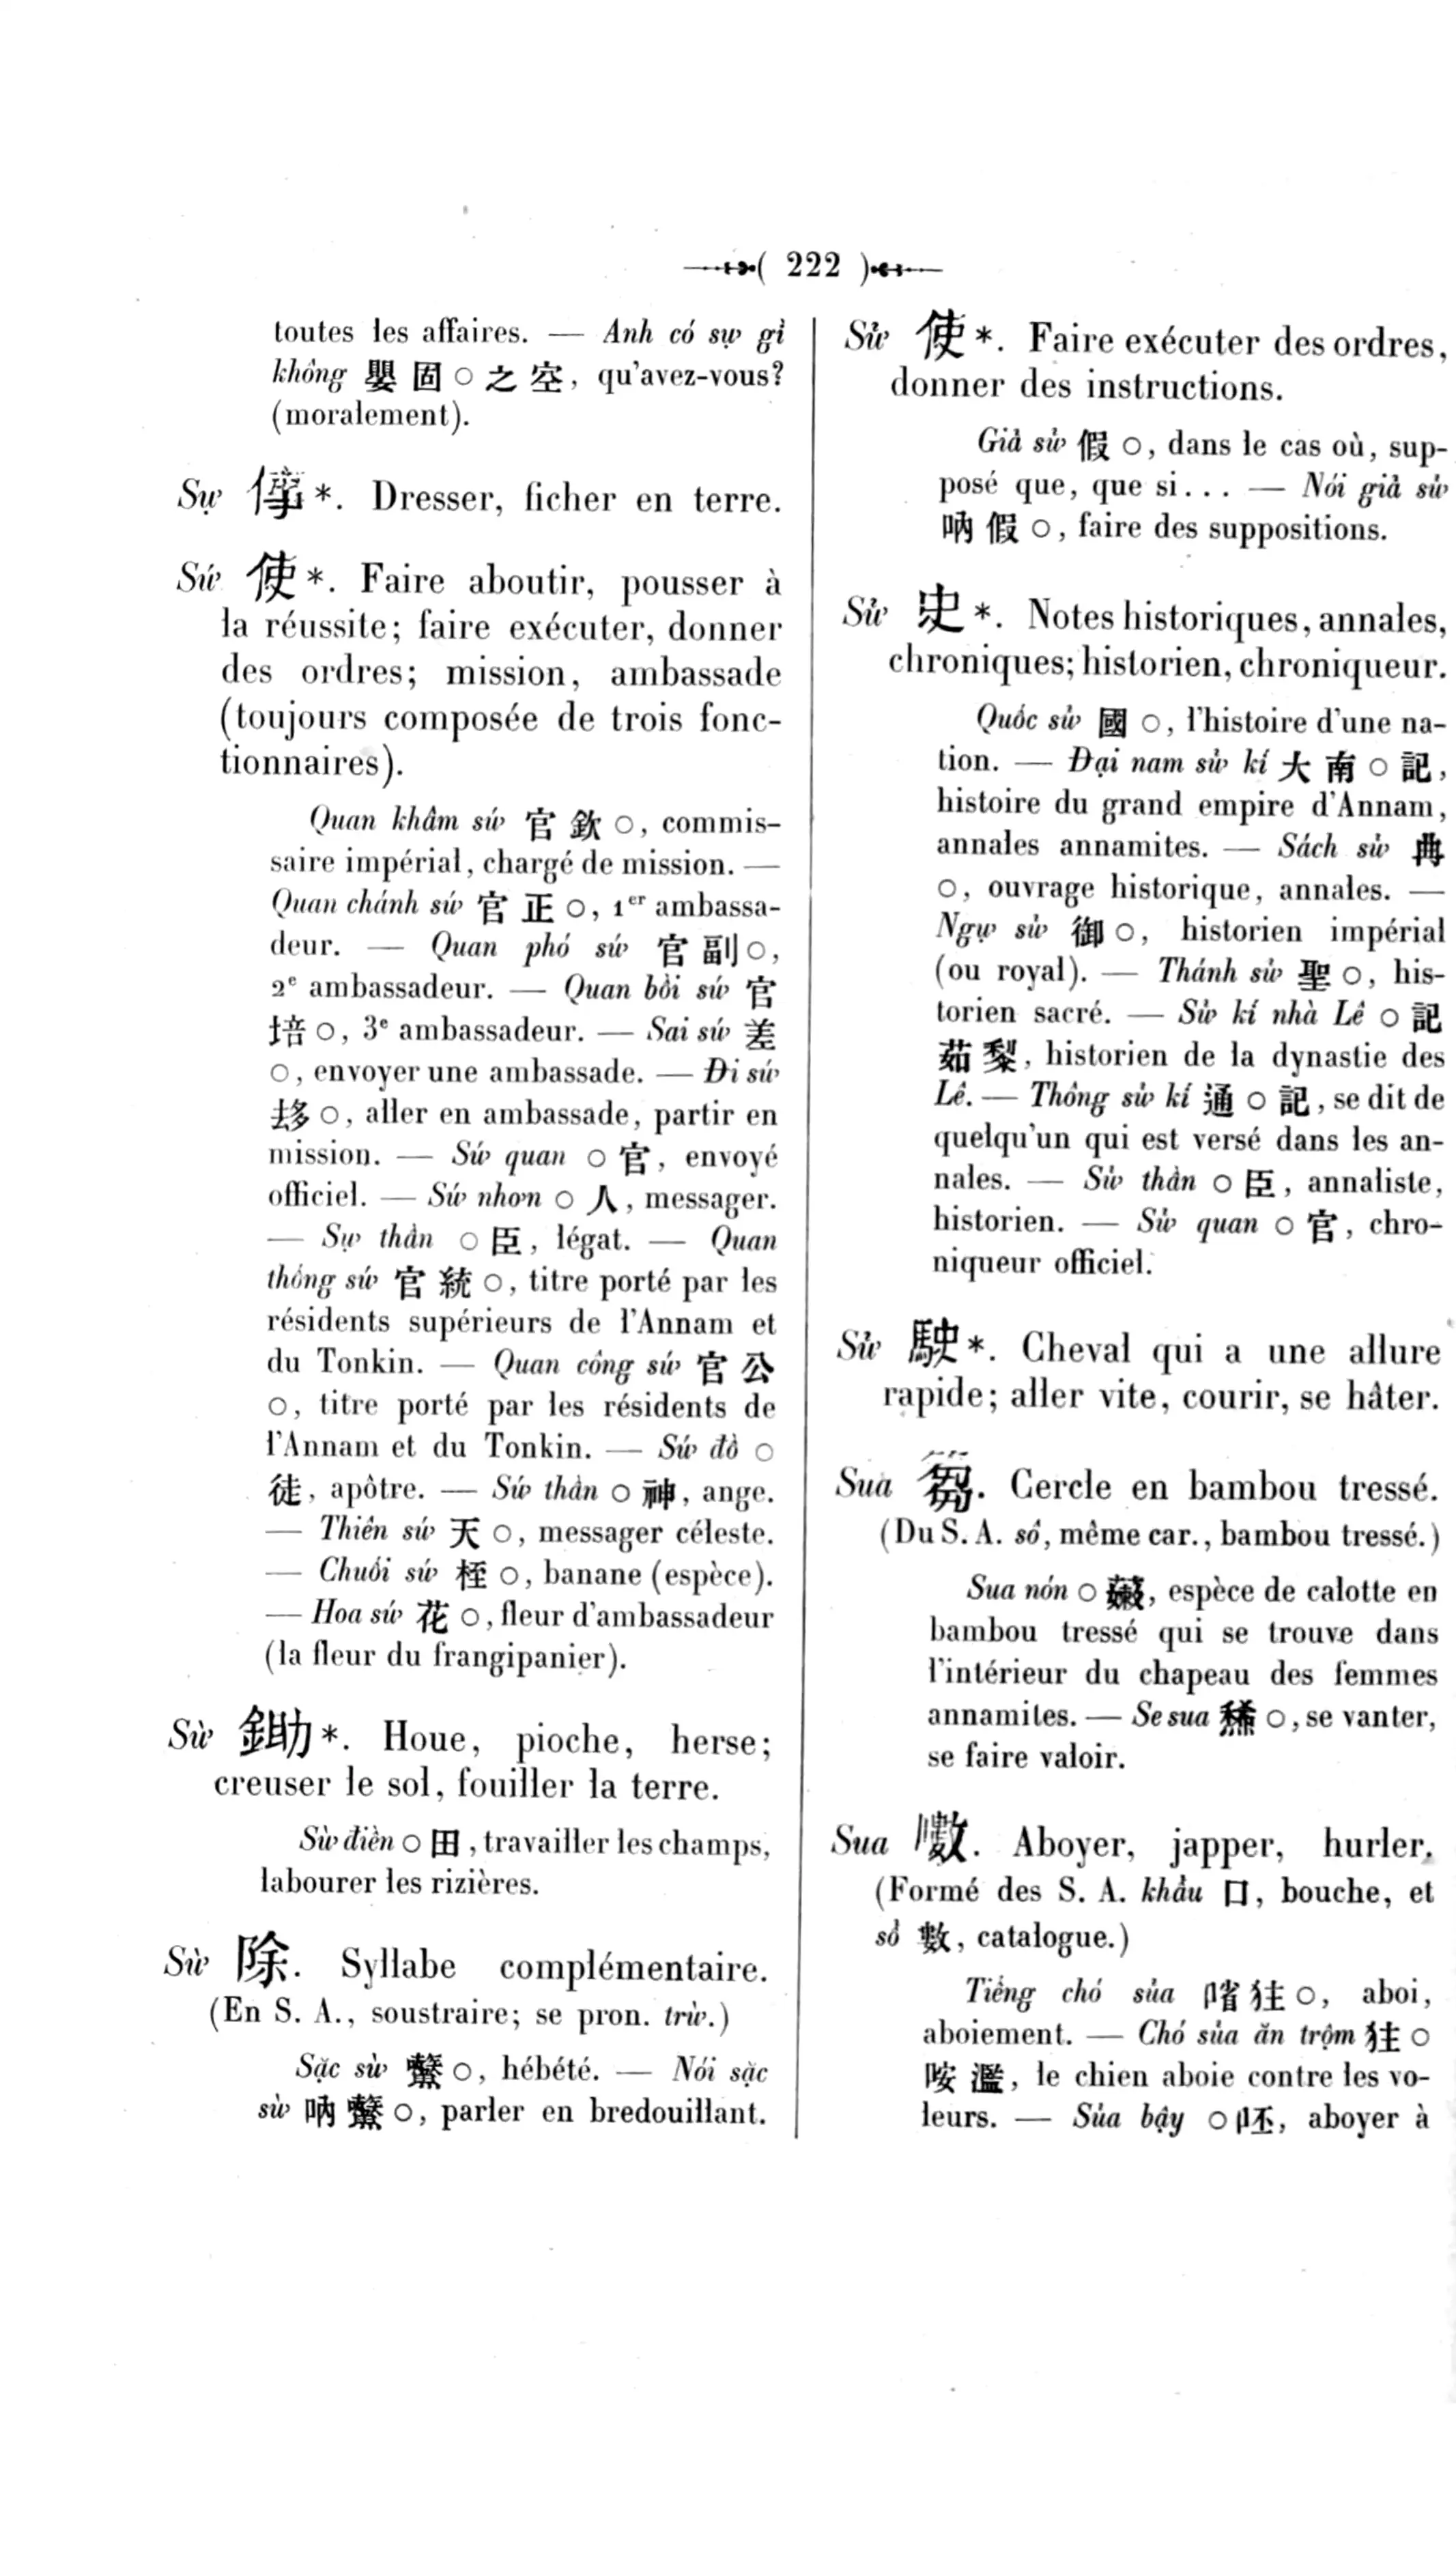 ( 222 )
toutes les affaires. — Anh có sự gì
không 嬰 固 ○ 之 空, qu'avez-vous?
(moralement).
Sự *. Dresser, ficher en terre.
Sứ 使 *. Faire aboutir, pousser à
la réussite; faire exécuter, donner
des ordres; mission, ambassade
(toujours composée de trois fonc-
tionnaires).
Quan khâm sứ 官 欽 ○, commis-
saire impérial, chargé de mission. —
Quan chánh sứ 官 正 ○, 1er ambassa-
deur. — Quan phó sứ 官 副 ○,
2e ambassadeur. — Quan bồi sứ 官
培 ○, 3e ambassadeur. — Sai sứ 差
○, envoyer une ambassade. — Đi sứ
○, aller en ambassade, partir en
mission. — Sứ quan ○ 官, envoyé
officiel. — Sứ nhơn ○ 人, messager.
— Sự thần ○ 臣, légat. — Quan
thống sứ 官 統 ○, titre porté par les
résidents supérieurs de l'Annam et
du Tonkin. — Quan công sứ 官 公
○, titre porté par les résidents de
l'Annam et du Tonkin. — Sứ đồ ○
徒, apôtre. — Sứ thần ○ 神, ange.
— Thiên sứ 天 ○, messager céleste.
— Chuối sứ 桎 ○, banane (espèce).
— Hoa sứ 花 ○, fleur d'ambassadeur
(la fleur du frangipanier).
Sừ 鋤 *. Houe, pioche, herse;
creuser le sol, fouiller la terre.
Sừ điền ○ 田, travailler les champs,
labourer les rizières.
Sừ 除. Syllabe complémentaire.
(En S. A., soustraire; se pron. trừ.)
Sặc sừ ○, hébété. — Nói sặc
sừ 吶 ○, parler en bredouillant.
Sử 使 *. Faire exécuter des ordres,
donner des instructions.
Giả sử 假 ○, dans le cas où, sup-
posé que, que si... — Nói giả sử
吶 假 ○, faire des suppositions.
Sử 史 *. Notes historiques, annales,
chroniques; historien, chroniqueur.
Quốc sử 國 ○, l'histoire d'une na-
tion. — Đại nam sử kí 大 南 ○ 記,
histoire du grand empire d'Annam,
annales annamites. — Sách sử 典
○, ouvrage historique, annales. —
Ngự sử 御 ○, historien impérial
(ou royal). — Thánh sử 聖 ○, his-
torien sacré. — Sử kí nhà Lê ○ 記
茹 黎, historien de la dynastie des
Lê. — Thông sử kí 通 ○ 記, se dit de
quelqu'un qui est versé dans les an-
nales. — Sử thần ○ 臣, annaliste,
historien. — Sử quan ○ 官, chro-
niqueur officiel.
Sử 駛 *. Cheval qui a une allure
rapide; aller vite, courir, se hâter.
Sua. Cercle en bambou tressé.
(Du S. A. sô, même car., bambou tressé.)
Sua nón ○, espèce de calotte en
bambou tressé qui se trouve dans
l'intérieur du chapeau des femmes
annamites. — Se sua ○, se vanter,
se faire valoir.
Sua 㗬. Aboyer, japper, hurler.
(Formé des S. A. khẩu 口, bouche, et
sổ 數, catalogue.)
Tiếng chó sủa 㗂 㹥 ○, aboi,
aboiement. — Chó sủa ăn trộm 㹥 ○
咹 濫, le chien aboie contre les vo-
leurs. — Sủa bậy ○, aboyer à